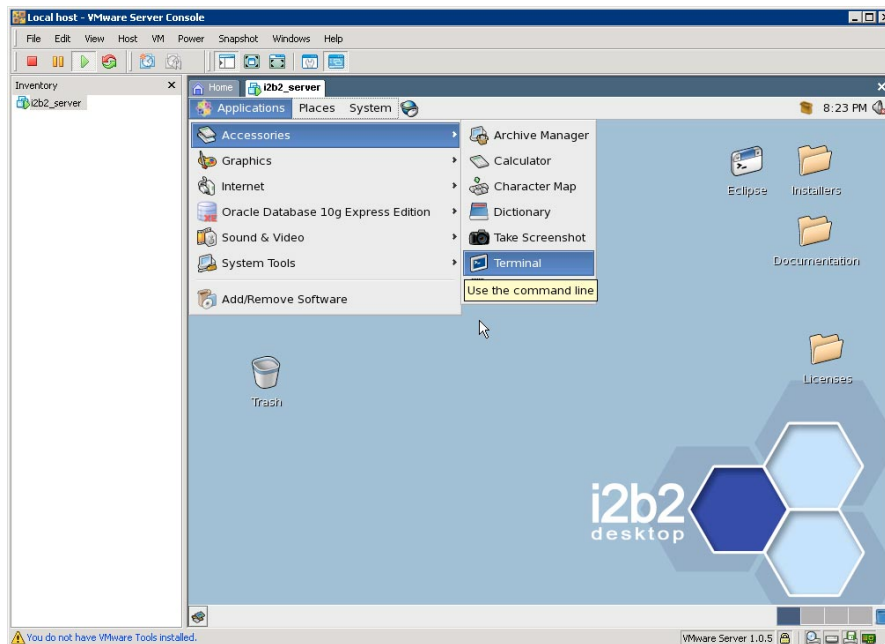 Local host - VMware Server Console
File Edit View Host VM Power Snapshot Windows Help
Inventory
i2b2_server
Home i2b2_server
Applications Places System 8:23 PM
Accessories
Graphics
Internet
Oracle Database 10g Express Edition
Sound & Video
System Tools
Add/Remove Software
Archive Manager
Calculator
Character Map
Dictionary
Take Screenshot
Terminal
Use the command line
Eclipse
Installers
Documentation
Licenses
Trash
i2b2
desktop
You do not have VMware Tools installed.
VMware Server 1.0.5